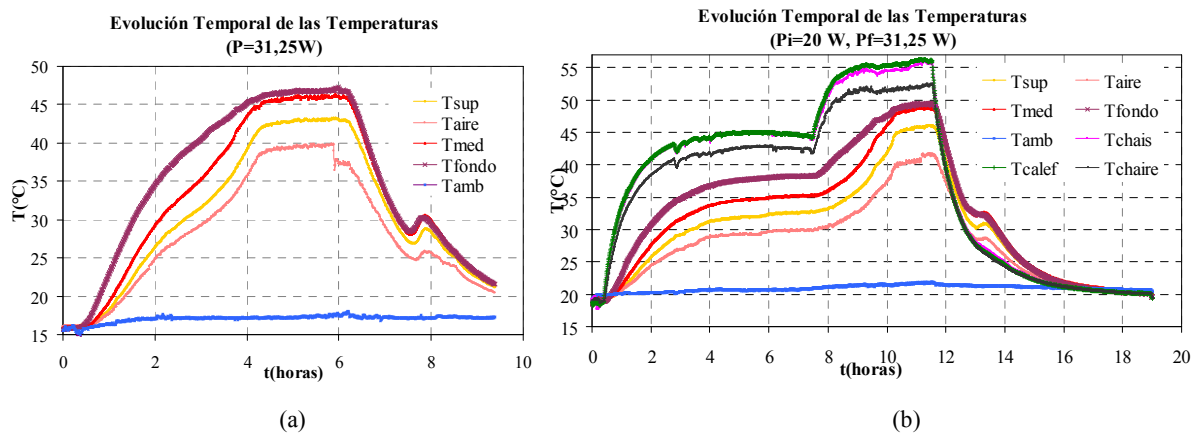 Evolución Temporal de las Temperaturas
(P=31,25W)
50
45
40
35
30
25
20
15
T(°C)
0
2
4
6
8
10
t(horas)
Tsup
Taire
Tmed
Tfondo
Tamb
(a)
Evolución Temporal de las Temperaturas
(Pi=20 W, Pf=31,25 W)
55
50
45
40
35
30
25
20
15
T(°C)
0
2
4
6
8
10
12
14
16
18
20
t(horas)
Tsup
Taire
Tmed
Tfondo
Tamb
Tchais
Tcalef
Tchaire
(b)